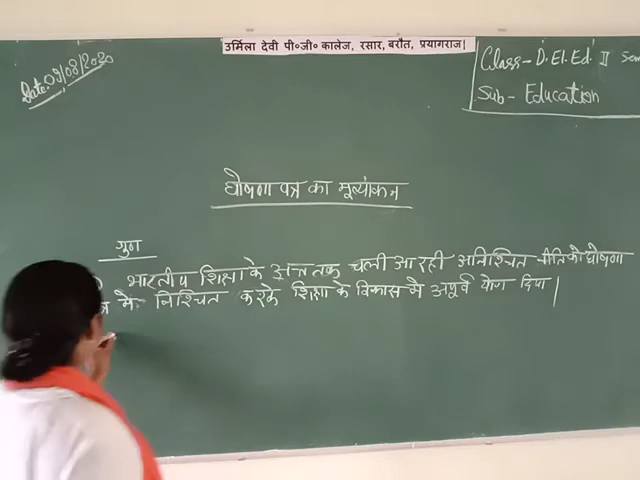 उर्मिला देवी पी०जी० कालेज, रसार, बरौत, प्रयागराज।
Date: 09/08/2020
Class- D.El.Ed II Sem
Sub- Education
घोषणा पत्र का मूल्यांकन
गुण
भारतीय शिक्षा के अन्त तक चली आ रही अनिश्चित नीति को घोषणा
में निश्चित करके शिक्षा के विकास में अपूर्व योग दिया।